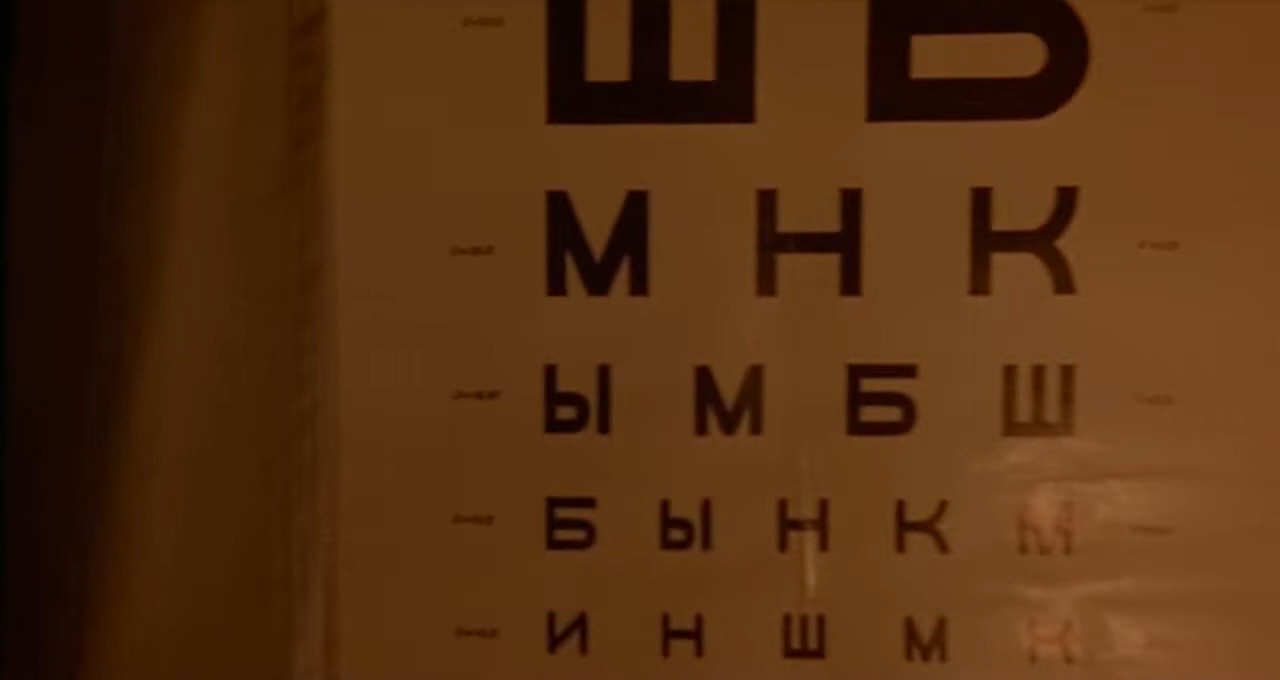 Ш Б
М Н К
Ы М Б Ш
Б Ы Н К М
И Н Ш М К